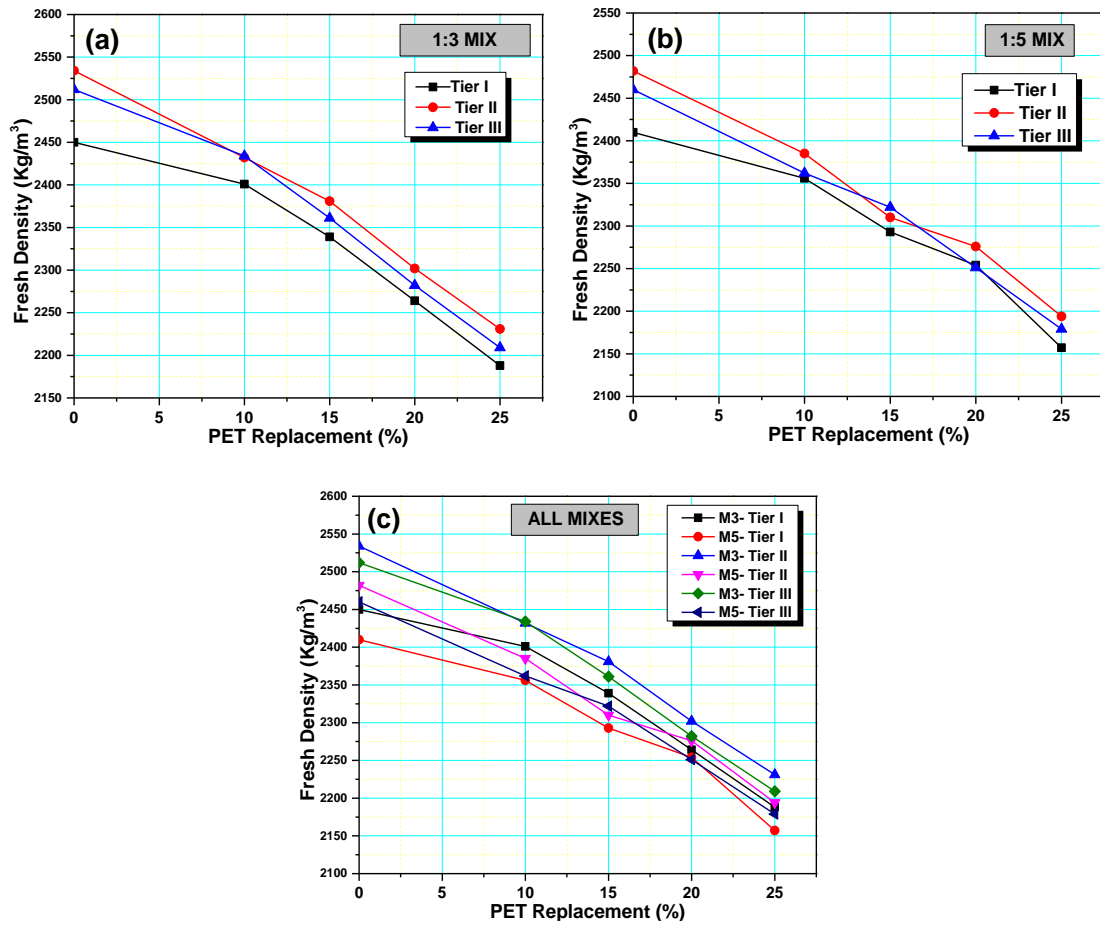 (a)
1:3 MIX
Tier I
Tier II
Tier III
2600
2550
2500
2450
2400
2350
2300
2250
2200
2150
0
5
10
15
20
25
Fresh Density (Kg/m³)
PET Replacement (%)
(b)
1:5 MIX
Tier I
Tier II
Tier III
2550
2500
2450
2400
2350
2300
2250
2200
2150
2100
0
5
10
15
20
25
Fresh Density (Kg/m³)
PET Replacement (%)
(c)
ALL MIXES
M3- Tier I
M5- Tier I
M3- Tier II
M5- Tier II
M3- Tier III
M5- Tier III
2600
2550
2500
2450
2400
2350
2300
2250
2200
2150
2100
0
5
10
15
20
25
Fresh Density (Kg/m³)
PET Replacement (%)